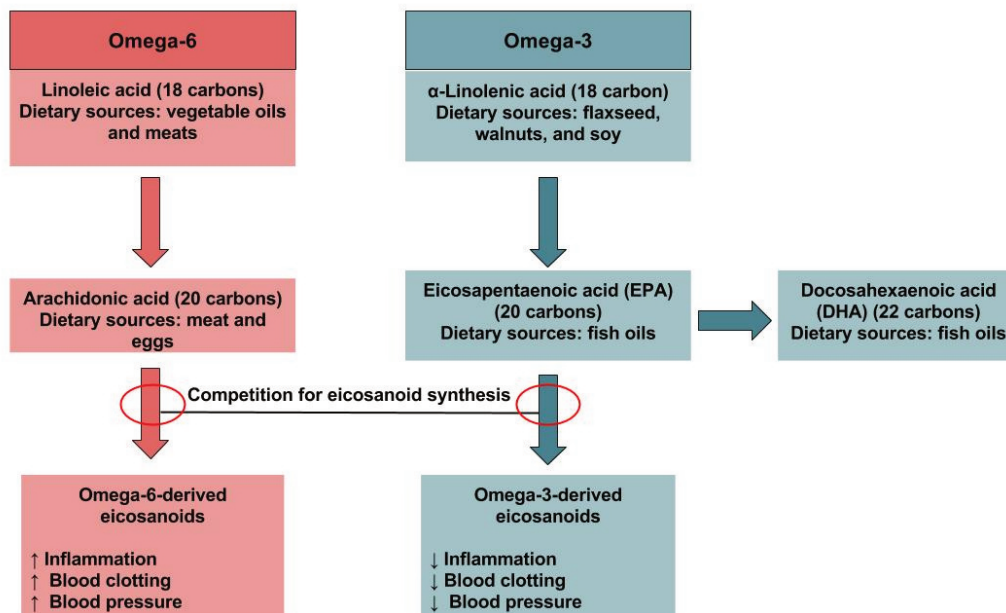 Omega-6
Linoleic acid (18 carbons)
Dietary sources: vegetable oils
and meats
Omega-3
α-Linolenic acid (18 carbon)
Dietary sources: flaxseed,
walnuts, and soy
Arachidonic acid (20 carbons)
Dietary sources: meat and
eggs
Eicosapentaenoic acid (EPA)
(20 carbons)
Dietary sources: fish oils
Docosahexaenoic acid
(DHA) (22 carbons)
Dietary sources: fish oils
Competition for eicosanoid synthesis
Omega-6-derived
eicosanoids
↑ Inflammation
↑ Blood clotting
↑ Blood pressure
Omega-3-derived
eicosanoids
↓ Inflammation
↓ Blood clotting
↓ Blood pressure